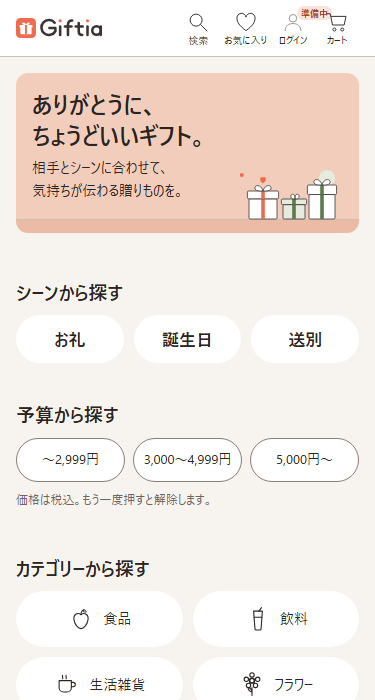 Giftia
準備中
検索
お気に入り
ログイン
カート
ありがとうに、
ちょうどいいギフト。
相手とシーンに合わせて、
気持ちが伝わる贈りものを。
シーンから探す
お礼
誕生日
送別
予算から探す
〜2,999円
3,000〜4,999円
5,000円〜
価格は税込。もう一度押すと解除します。
カテゴリーから探す
食品
飲料
生活雑貨
フラワー